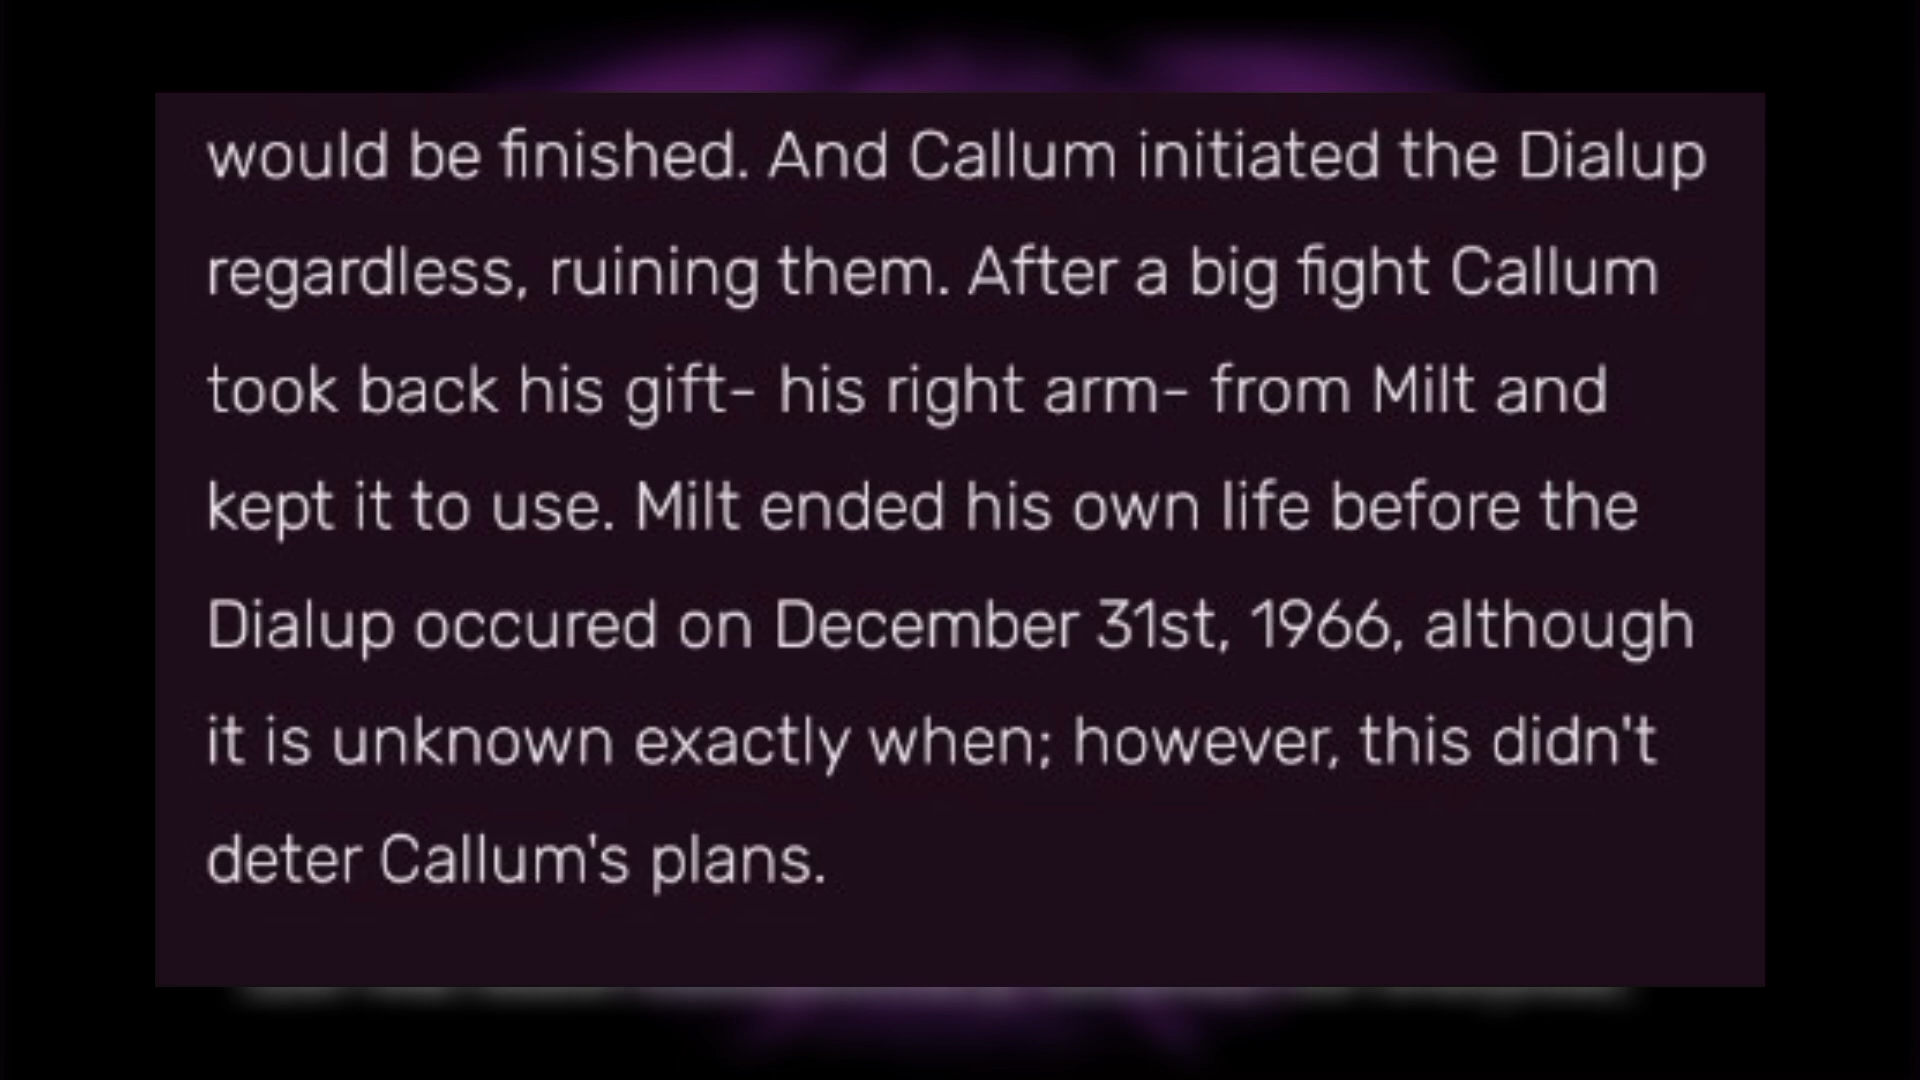 would be finished. And Callum initiated the Dialup
regardless, ruining them. After a big fight Callum
took back his gift- his right arm- from Milt and
kept it to use. Milt ended his own life before the
Dialup occured on December 31st, 1966, although
it is unknown exactly when; however, this didn't
deter Callum's plans.